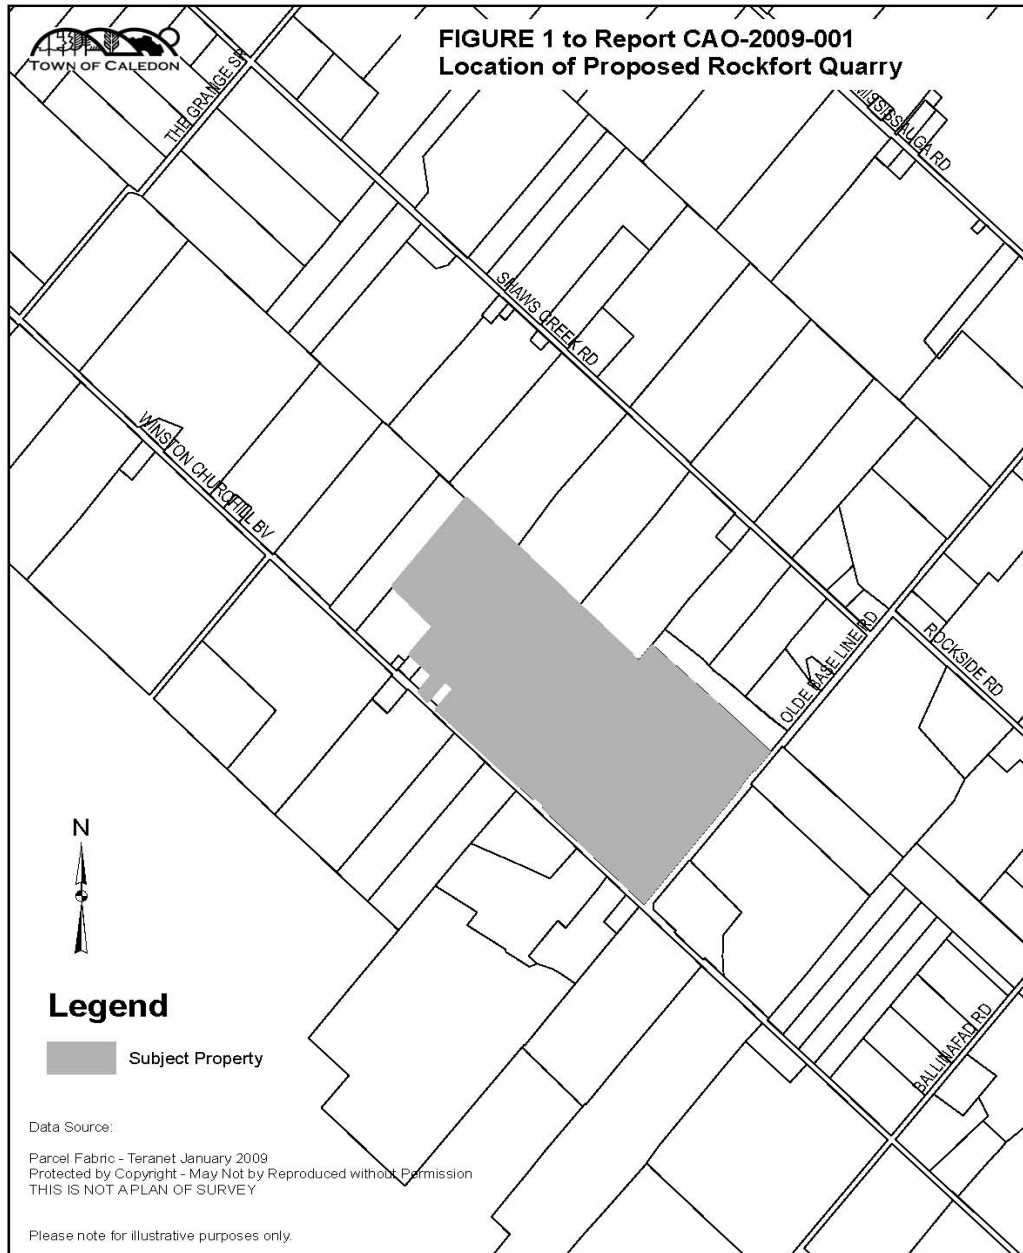 TOWN OF CALEDON
FIGURE 1 to Report CAO-2009-001
Location of Proposed Rockfort Quarry
THE GRANGE SR
MISSISSAUGA RD
SHAWS CREEK RD
WINSTON CHURCHILL BV
OLDE BASE LINE RD
ROCKSIDE RD
BALLINAFAD RD
N
Legend
Subject Property
Data Source:
Parcel Fabric - Teranet January 2009
Protected by Copyright - May Not by Reproduced without Permission
THIS IS NOT A PLAN OF SURVEY
Please note for illustrative purposes only.